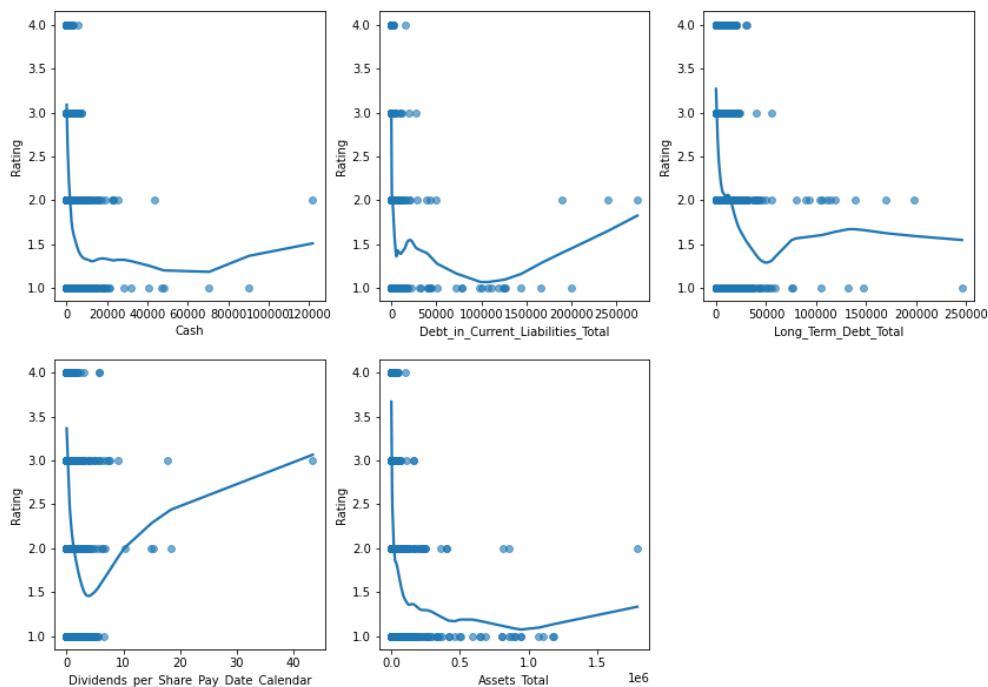 4.0
3.5
3.0
2.5
2.0
1.5
1.0
Rating
0 20000 40000 60000 80000 100000 120000
Cash
4.0
3.5
3.0
2.5
2.0
1.5
1.0
Rating
0 50000 100000 150000 200000 250000
Debt_in_Current_Liabilities_Total
4.0
3.5
3.0
2.5
2.0
1.5
1.0
Rating
0 50000 100000 150000 200000 250000
Long_Term_Debt_Total
4.0
3.5
3.0
2.5
2.0
1.5
1.0
Rating
0 10 20 30 40
Dividends_per_Share_Pay_Date_Calendar
4.0
3.5
3.0
2.5
2.0
1.5
1.0
Rating
0.0 0.5 1.0 1.5
1e6
Assets_Total